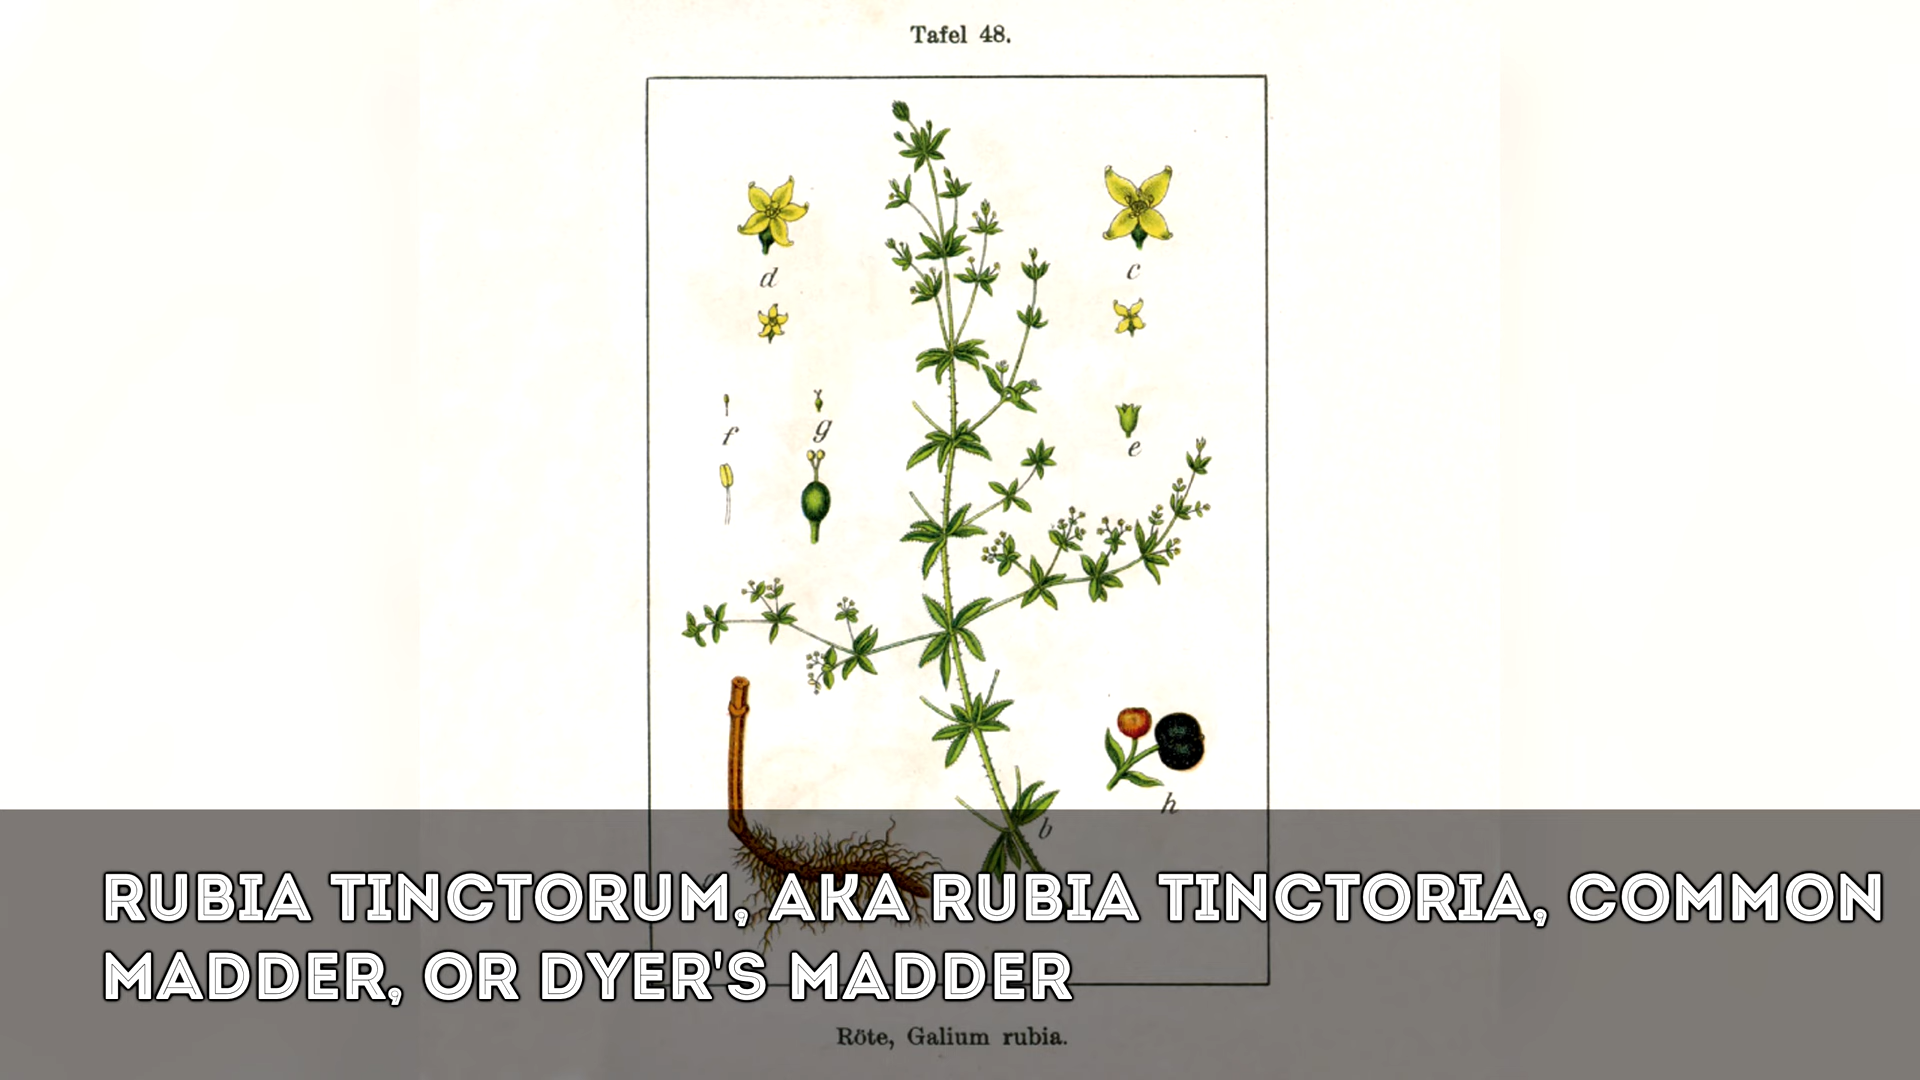 Tafel 48.
d
c
f
g
e
h
b
RUBIA TINCTORUM, AKA RUBIA TINCTORIA, COMMON
MADDER, OR DYER'S MADDER
Röte, Galium rubia.